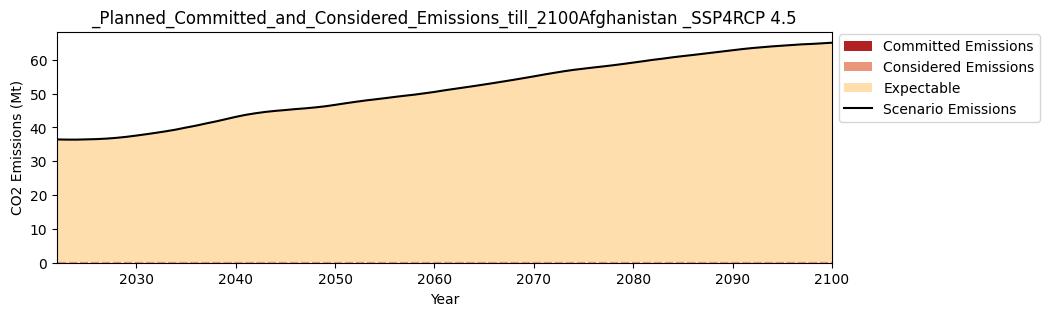 _Planned_Committed_and_Considered_Emissions_till_2100Afghanistan _SSP4RCP 4.5
Committed Emissions
Considered Emissions
Expectable
Scenario Emissions
CO2 Emissions (Mt)
60
50
40
30
20
10
0
2030 2040 2050 2060 2070 2080 2090 2100
Year